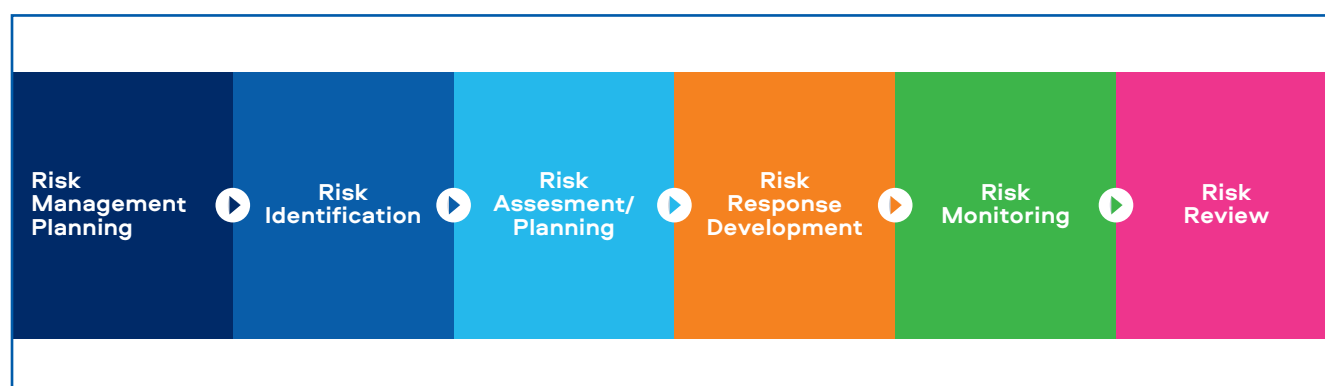 Risk
Management
Planning
Risk
Identification
Risk
Assesment/
Planning
Risk
Response
Development
Risk
Monitoring
Risk
Review